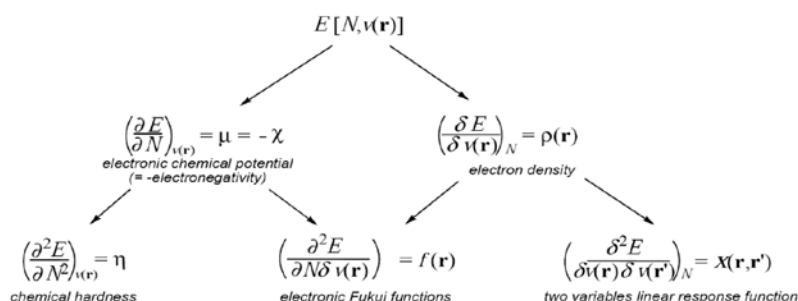 E [N, v(r)]
(∂E/∂N)v(r) = μ = - χ
electronic chemical potential
(= -electronegativity)
(δE/δv(r))N = ρ(r)
electron density
(∂²E/∂N²)v(r) = η
chemical hardness
(∂²E/∂Nδv(r)) = f(r)
electronic Fukui functions
(δ²E/δv(r)δv(r'))N = χ(r,r')
two variables linear response function